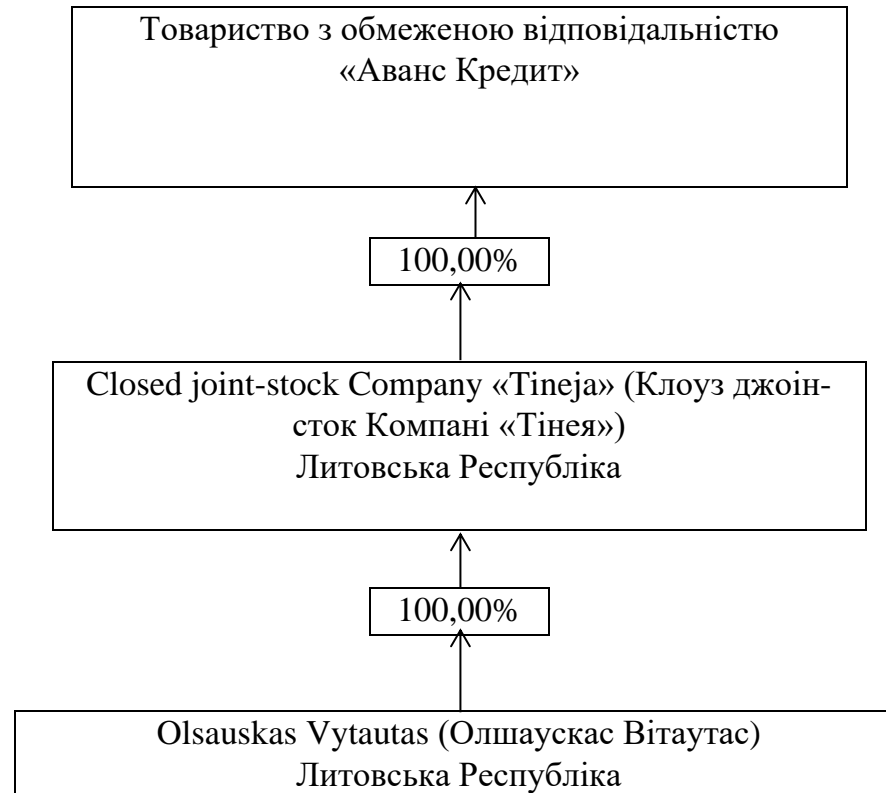 Товариство з обмеженою відповідальністю
«Аванс Кредит»
100,00%
Closed joint-stock Company «Tineja» (Клоуз джоін-
сток Компані «Тінея»)
Литовська Республіка
100,00%
Olsauskas Vytautas (Олшаускас Вітаутас)
Литовська Республіка